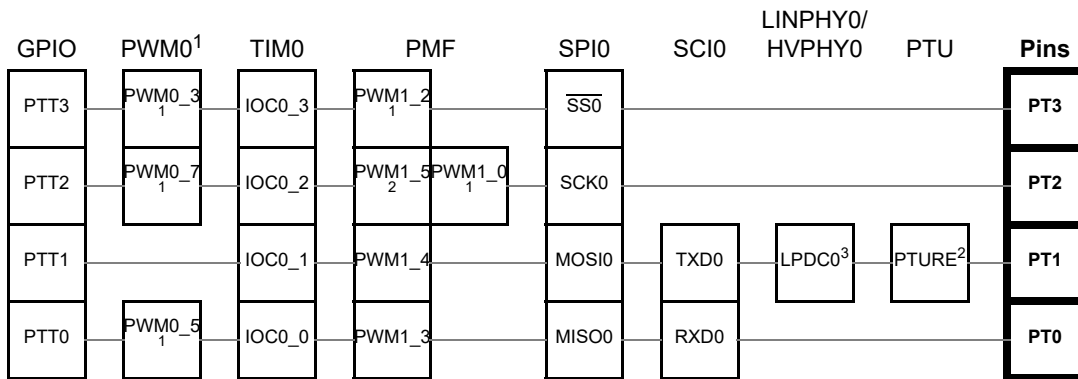 LINPHY0/
GPIO PWM0¹ TIM0 PMF SPI0 SCI0 HVPHY0 PTU Pins
PTT3 PWM0_3 1 IOC0_3 PWM1_2 1 SS0 PT3
PTT2 PWM0_7 1 IOC0_2 PWM1_5 2 PWM1_0 1 SCK0 PT2
PTT1 IOC0_1 PWM1_4 MOSI0 TXD0 LPDC0³ PTURE² PT1
PTT0 PWM0_5 1 IOC0_0 PWM1_3 MISO0 RXD0 PT0